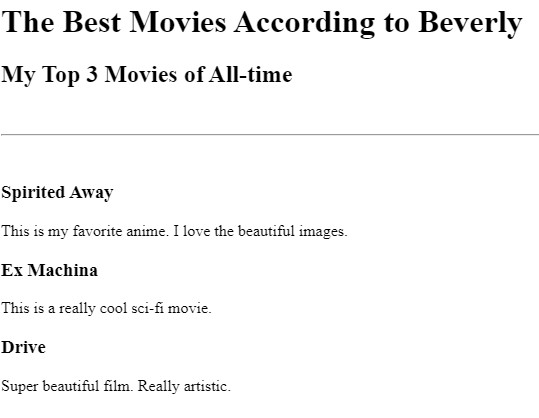 The Best Movies According to Beverly
My Top 3 Movies of All-time
Spirited Away
This is my favorite anime. I love the beautiful images.
Ex Machina
This is a really cool sci-fi movie.
Drive
Super beautiful film. Really artistic.